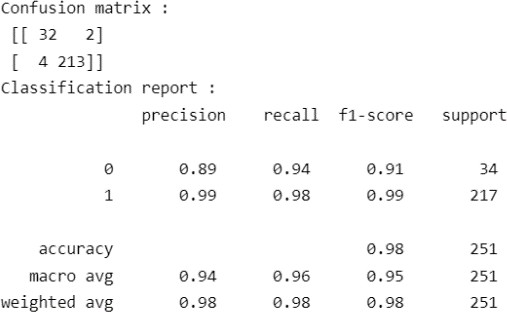 Confusion matrix :
[[ 32 2]
[ 4 213]]
Classification report :
precision recall f1-score support
0 0.89 0.94 0.91 34
1 0.99 0.98 0.99 217
accuracy 0.98 251
macro avg 0.94 0.96 0.95 251
weighted avg 0.98 0.98 0.98 251